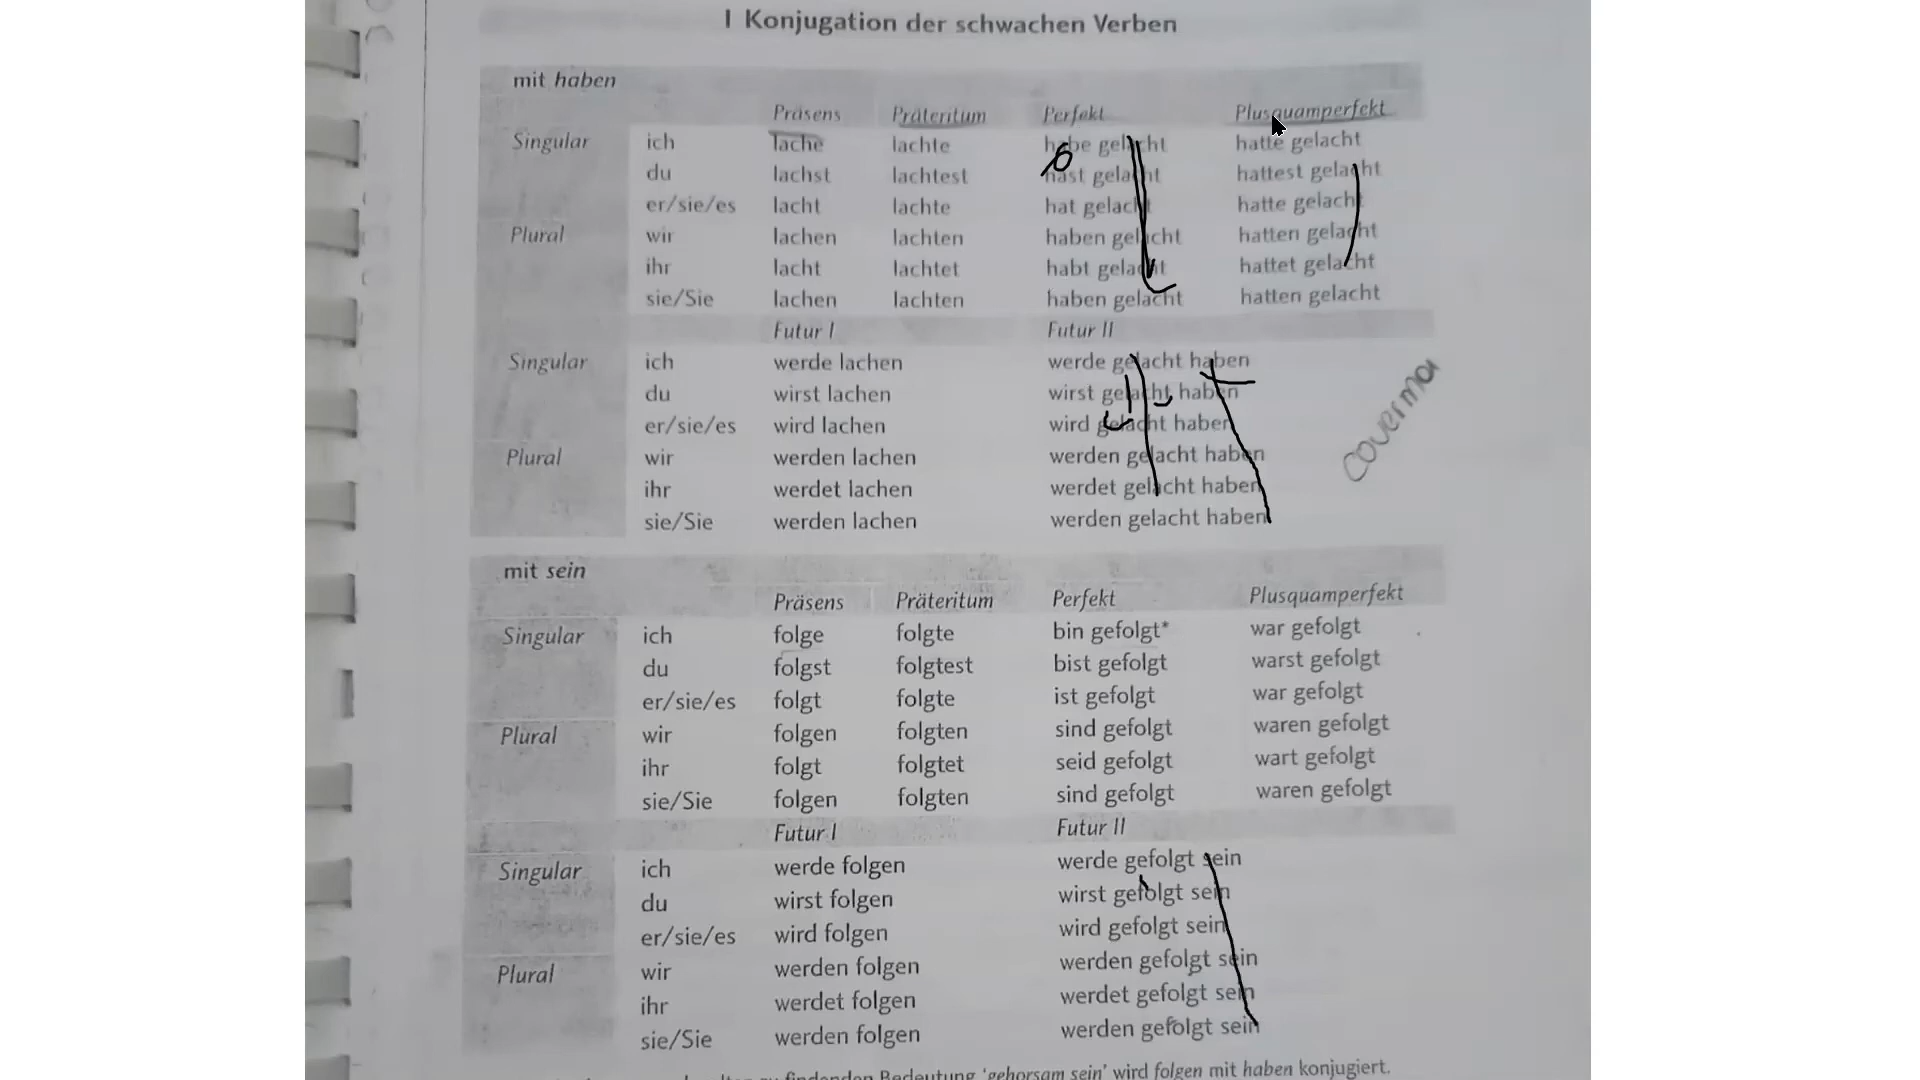 I Konjugation der schwachen Verben
mit haben
Präsens Präteritum Perfekt Plusquamperfekt
Singular ich lache lachte habe gelacht hatte gelacht
du lachst lachtest hast gelacht hattest gelacht
er/sie/es lacht lachte hat gelacht hatte gelacht
Plural wir lachen lachten haben gelacht hatten gelacht
ihr lacht lachtet habt gelacht hattet gelacht
sie/Sie lachen lachten haben gelacht hatten gelacht
Futur I Futur II
Singular ich werde lachen werde gelacht haben
du wirst lachen wirst gelacht haben
er/sie/es wird lachen wird gelacht haben
Plural wir werden lachen werden gelacht haben
ihr werdet lachen werdet gelacht haben
sie/Sie werden lachen werden gelacht haben
mit sein
Präsens Präteritum Perfekt Plusquamperfekt
Singular ich folge folgte bin gefolgt* war gefolgt
du folgst folgtest bist gefolgt warst gefolgt
er/sie/es folgt folgte ist gefolgt war gefolgt
Plural wir folgen folgten sind gefolgt waren gefolgt
ihr folgt folgtet seid gefolgt wart gefolgt
sie/Sie folgen folgten sind gefolgt waren gefolgt
Futur I Futur II
Singular ich werde folgen werde gefolgt sein
du wirst folgen wirst gefolgt sein
er/sie/es wird folgen wird gefolgt sein
Plural wir werden folgen werden gefolgt sein
ihr werdet folgen werdet gefolgt sein
sie/Sie werden folgen werden gefolgt sein
findenden Bedeutung 'gehorsam sein' wird folgen mit haben konjugiert.